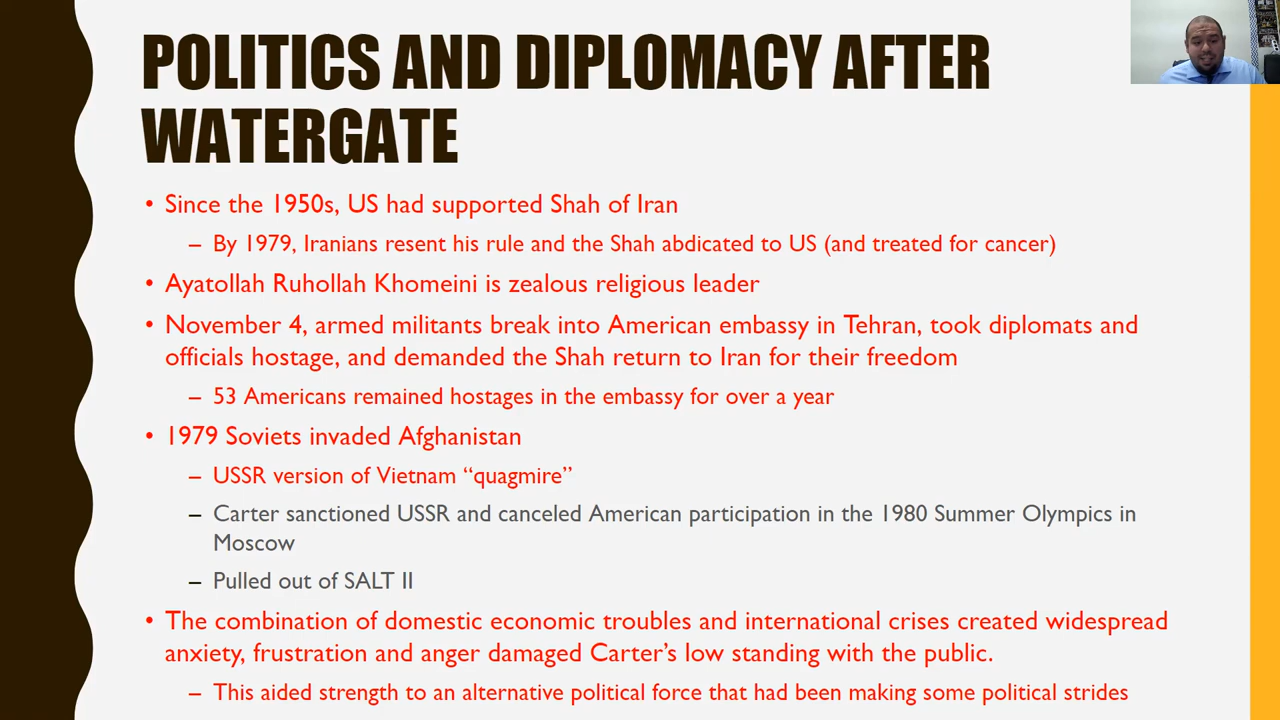 POLITICS AND DIPLOMACY AFTER
WATERGATE
• Since the 1950s, US had supported Shah of Iran
– By 1979, Iranians resent his rule and the Shah abdicated to US (and treated for cancer)
• Ayatollah Ruhollah Khomeini is zealous religious leader
• November 4, armed militants break into American embassy in Tehran, took diplomats and
officials hostage, and demanded the Shah return to Iran for their freedom
– 53 Americans remained hostages in the embassy for over a year
• 1979 Soviets invaded Afghanistan
– USSR version of Vietnam “quagmire”
– Carter sanctioned USSR and canceled American participation in the 1980 Summer Olympics in
Moscow
– Pulled out of SALT II
• The combination of domestic economic troubles and international crises created widespread
anxiety, frustration and anger damaged Carter’s low standing with the public.
– This aided strength to an alternative political force that had been making some political strides